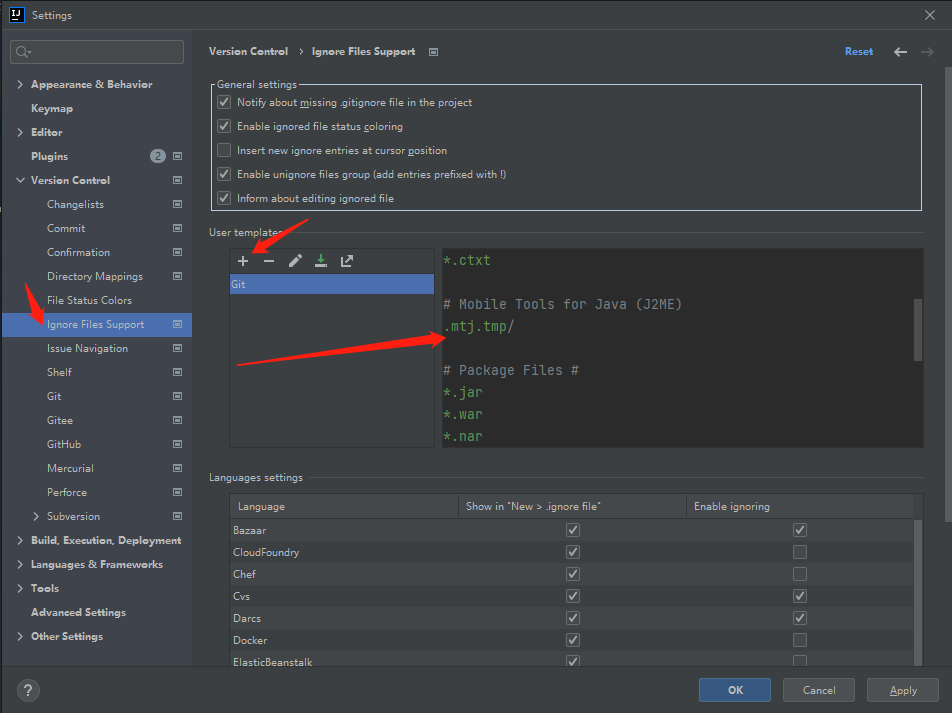 IJ Settings
Version Control › Ignore Files Support Reset
Appearance & Behavior
Keymap
Editor
Plugins 2
Version Control
Changelists
Commit
Confirmation
Directory Mappings
File Status Colors
Ignore Files Support
Issue Navigation
Shelf
Git
Gitee
GitHub
Mercurial
Perforce
Subversion
Build, Execution, Deployment
Languages & Frameworks
Tools
Advanced Settings
Other Settings
General settings
Notify about missing .gitignore file in the project
Enable ignored file status coloring
Insert new ignore entries at cursor position
Enable unignore files group (add entries prefixed with !)
Inform about editing ignored file
User templates
Git
*.ctxt
# Mobile Tools for Java (J2ME)
.mtj.tmp/
# Package Files #
*.jar
*.war
*.nar
Languages settings
Language Show in "New > .ignore file" Enable ignoring
Bazaar
CloudFoundry
Chef
Cvs
Darcs
Docker
ElasticBeanstalk
? OK Cancel Apply